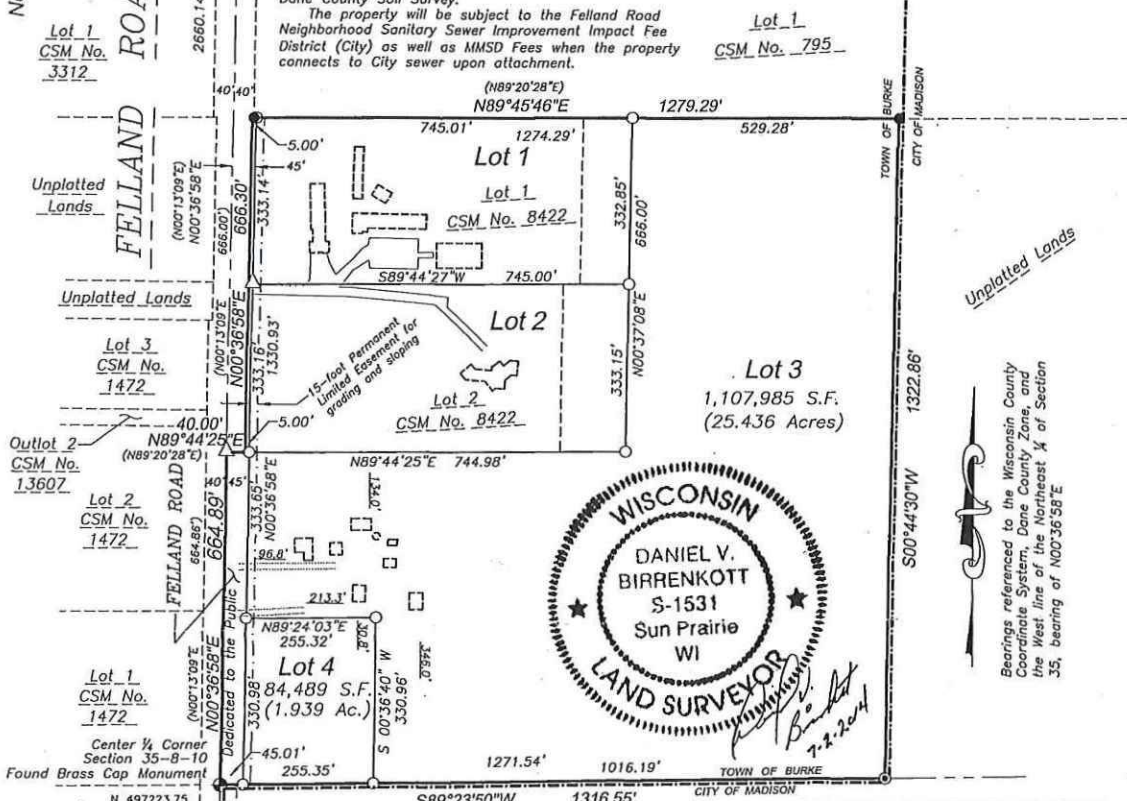 Dane County Soil Survey.
The property will be subject to the Felland Road
Neighborhood Sanitary Sewer Improvement Impact Fee
District (City) as well as MMSD Fees when the property
connects to City sewer upon attachment.
Lot 1
CSM No. 795
Lot 1
CSM No.
3312
2660.14
40' 40'
(N89°20'28"E)
N89°45'46"E 1279.29'
745.01' 1274.29' 529.28'
5.00'
45'
Lot 1
Lot 1
CSM No. 8422
TOWN OF BURKE
CITY OF MADISON
FELLAND ROA
Unplatted
Lands
(N00°13'09"E
N00°36'58"E
666.00')
666.30'
333.14'
332.85'
666.00'
S89°44'27"W 745.00'
Unplatted Lands
Unplatted Lands
Lot 3
CSM No.
1472
(N00°13'09"E
N00°36'58"E
333.16'
1330.93'
15-foot Permanent
Limited Easement for
grading and sloping
Lot 2
Lot 2
CSM No. 8422
333.15'
N00°37'08"E
Lot 3
1,107,985 S.F.
(25.436 Acres)
1322.86'
S00°44'30"W
40.00'
5.00'
N89°44'25"E
(N89°20'28"E)
N89°44'25"E 744.98'
Outlot 2
CSM No.
13607
Lot 2
CSM No.
1472
FELLAND ROAD
40' 45'
664.86')
664.89'
333.65'
N00°36'58"E
134.0'
96.8'
213.3'
N89°24'03"E
255.32'
30.8'
346.0'
Lot 4
84,489 S.F.
(1.939 Ac.)
S 00°36'40" W
330.96'
Dedicated to the Public
330.98'
Lot 1
CSM No.
1472
(N00°13'09"E
N00°36'58"E
Center ¼ Corner
Section 35-8-10
Found Brass Cap Monument
N 497223.75
45.01'
255.35'
1271.54' 1016.19'
TOWN OF BURKE
CITY OF MADISON
S89°23'50"W 1316.55'
WISCONSIN
DANIEL V.
BIRRENKOTT
S-1531
Sun Prairie
WI
LAND SURVEYOR
7-2-2014
Bearings referenced to the Wisconsin County
Coordinate System, Dane County Zone, and
the West line of the Northeast ¼ of Section
35, bearing of N00°36'58"E